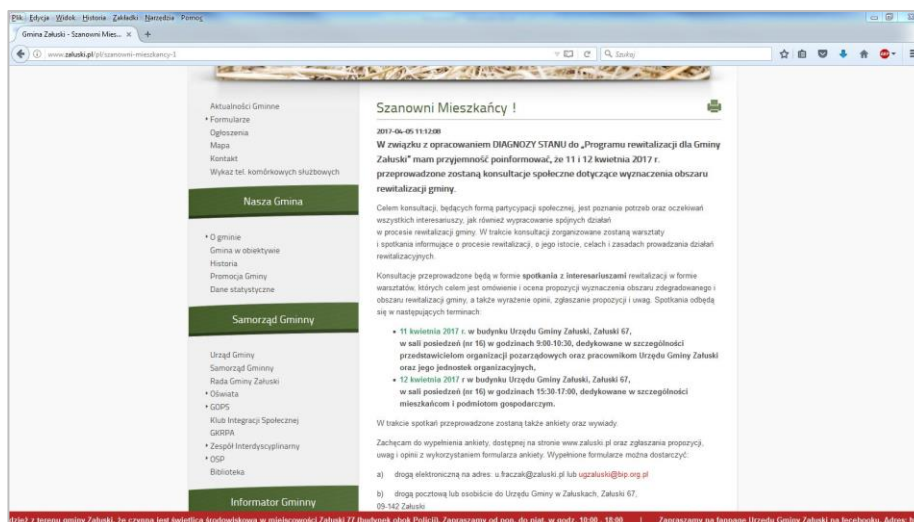 Plik Edycja Widok Historia Zakładki Narzędzia Pomoc
Gmina Załuski - Szanowni Mies... × +
www.zaluski.pl/pl/szanowni-mieszkancy-1
Szukaj
Aktualności Gminne
Formularze
Ogłoszenia
Mapa
Kontakt
Wykaz tel. komórkowych służbowych
Nasza Gmina
O gminie
Gmina w obiektywie
Historia
Promocja Gminy
Dane statystyczne
Samorząd Gminny
Urząd Gminy
Samorząd Gminny
Rada Gminy Załuski
Oświata
GOPS
Klub Integracji Społecznej
GKRPA
Zespół Interdyscyplinarny
OSP
Biblioteka
Informator Gminny
Szanowni Mieszkańcy !
2017-04-05 11:12:08
W związku z opracowaniem DIAGNOZY STANU do „Programu rewitalizacji dla Gminy
Załuski" mam przyjemność poinformować, że 11 i 12 kwietnia 2017 r.
przeprowadzone zostaną konsultacje społeczne dotyczące wyznaczenia obszaru
rewitalizacji gminy.
Celem konsultacji, będących formą partycypacji społecznej, jest poznanie potrzeb oraz oczekiwań
wszystkich interesariuszy, jak również wypracowanie spójnych działań
w procesie rewitalizacji gminy. W trakcie konsultacji zorganizowane zostaną warsztaty
i spotkania informujące o procesie rewitalizacji, o jego istocie, celach i zasadach prowadzania działań
rewitalizacyjnych.
Konsultacje przeprowadzone będą w formie spotkania z interesariuszami rewitalizacji w formie
warsztatów, których celem jest omówienie i ocena propozycji wyznaczenia obszaru zdegradowanego i
obszaru rewitalizacji gminy, a także wyrażenie opinii, zgłaszanie propozycji i uwag. Spotkania odbędą
się w następujących terminach:
• 11 kwietnia 2017 r. w budynku Urzędu Gminy Załuski, Załuski 67,
w sali posiedzeń (nr 16) w godzinach 9:00-10:30, dedykowane w szczególności
przedstawicielom organizacji pozarządowych oraz pracownikom Urzędu Gminy Załuski
oraz jego jednostek organizacyjnych,
• 12 kwietnia 2017 r w budynku Urzędu Gminy Załuski, Załuski 67,
w sali posiedzeń (nr 16) w godzinach 15:30-17:00, dedykowane w szczególności
mieszkańcom i podmiotom gospodarczym.
W trakcie spotkań przeprowadzone zostaną także ankiety oraz wywiady.
Zachęcam do wypełnienia ankiety, dostępnej na stronie www.zaluski.pl oraz zgłaszania propozycji,
uwag i opinii z wykorzystaniem formularza ankiety. Wypełnione formularze można dostarczyć:
a) drogą elektroniczną na adres: u.fraczak@zaluski.pl lub ugzaluski@bip.org.pl
b) drogą pocztową lub osobiście do Urzędu Gminy w Załuskach, Załuski 67,
09-142 Załuski
dzież z terenu gminy Załuski, że czynna jest świetlica środowiskowa w miejscowości Załuski 77 (budynek obok Policji). Zapraszamy od pon. do piąt. w godz. 10:00 - 18:00 | Zapraszamy na fanpage Urzędu Gminy Załuski na facebooku. Adres: